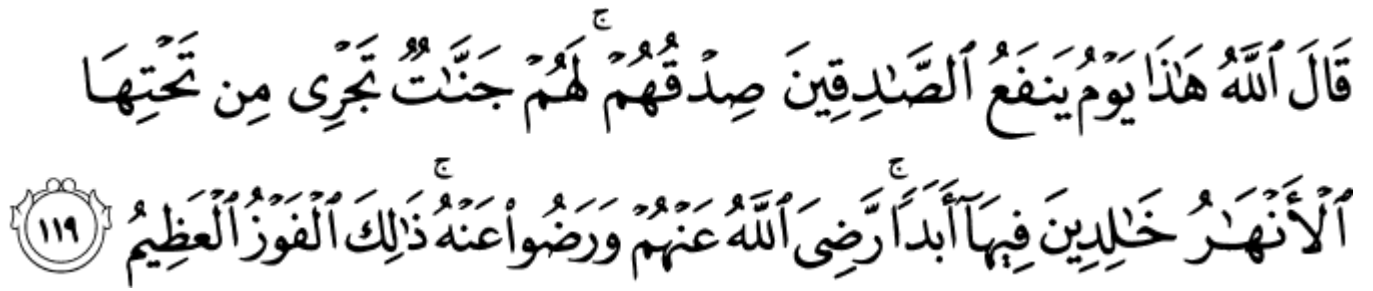 قَالَ ٱللَّهُ هَٰذَا يَوْمُ يَنفَعُ ٱلصَّٰدِقِينَ صِدْقُهُمْ ۚ لَهُمْ جَنَّٰتٌ تَجْرِى مِن تَحْتِهَا
ٱلْأَنْهَٰرُ خَٰلِدِينَ فِيهَآ أَبَدًا ۚ رَّضِىَ ٱللَّهُ عَنْهُمْ وَرَضُوا۟ عَنْهُ ۚ ذَٰلِكَ ٱلْفَوْزُ ٱلْعَظِيمُ ١١٩